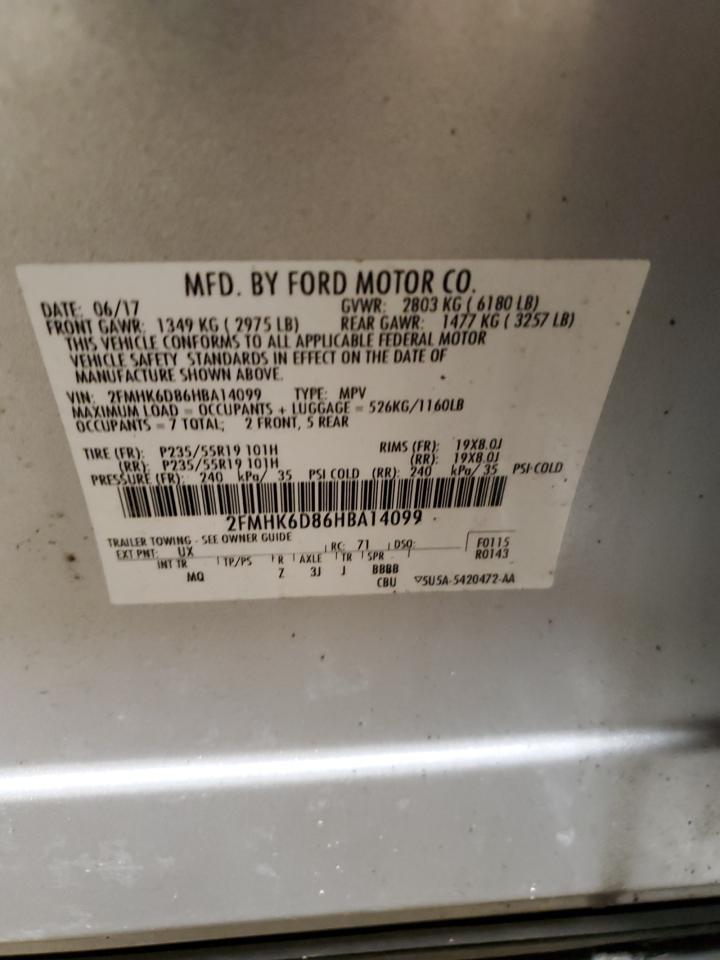 MFD. BY FORD MOTOR CO.
DATE: 06/17 GVWR: 2803 KG ( 6180 LB)
FRONT GAWR: 1349 KG ( 2975 LB) REAR GAWR: 1477 KG ( 3257 LB)
THIS VEHICLE CONFORMS TO ALL APPLICABLE FEDERAL MOTOR
VEHICLE SAFETY STANDARDS IN EFFECT ON THE DATE OF
MANUFACTURE SHOWN ABOVE.
VIN: 2FMHK6D86HBA14099 TYPE: MPV
MAXIMUM LOAD = OCCUPANTS + LUGGAGE = 526KG/1160LB
OCCUPANTS = 7 TOTAL; 2 FRONT, 5 REAR
TIRE (FR): P235/55R19 101H RIMS (FR): 19X8.0J
(RR): P235/55R19 101H (RR): 19X8.0J
PRESSURE (FR): 240 kPa/ 35 PSI COLD (RR): 240 kPa/ 35 PSI COLD
2FMHK6D86HBA14099
TRAILER TOWING - SEE OWNER GUIDE
EXT PNT: UX RC: 71 DSO: F0115
INT TR TP/PS R AXLE TR SPR R0143
MQ Z 3J J BBBB
CBU ▽5U5A-5420472-AA